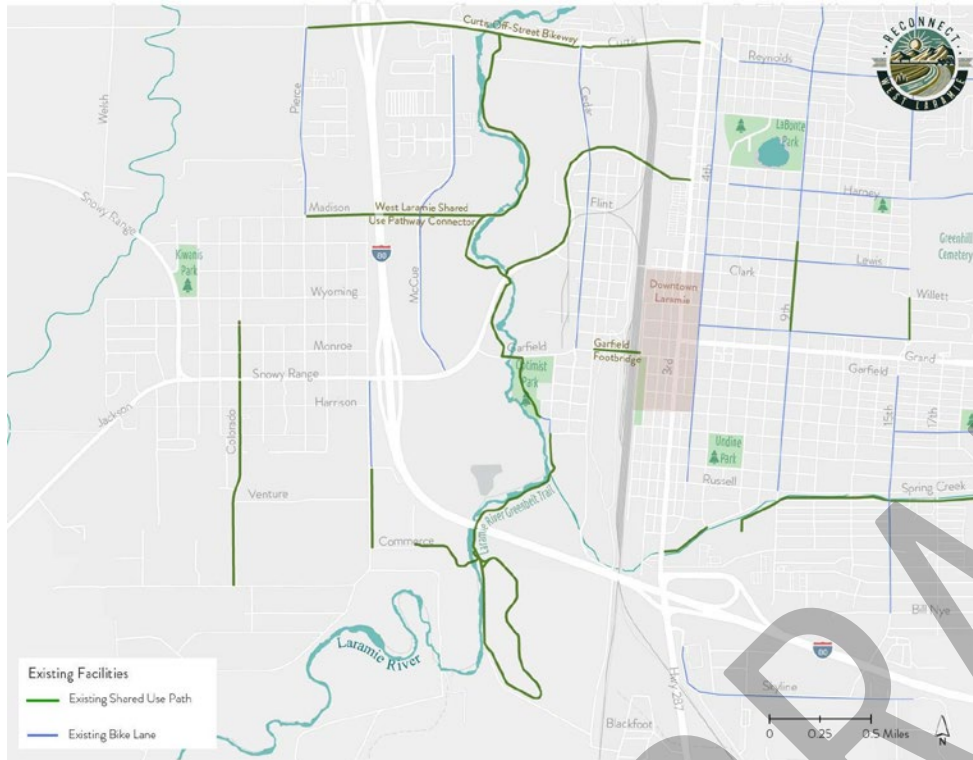 Curtis Off-Street Bikeway
Curtis
Reynolds
RECONNECT
WEST LARAMIE
Welsh
Pierce
Cedar
LaBonte
Park
4th
Harney
Madison
West Laramie Shared
Use Pathway Connector
Flint
Snowy Range
80
Greenhill
Cemetery
Kiwanis
Park
McCue
Clark
Lewis
Wyoming
Downtown
Laramie
9th
Willett
Monroe
Garfield
Garfield
Footbridge
Grand
Snowy Range
Optimist
Park
3rd
Garfield
Harrison
15th
17th
Jackson
Colorado
Undine
Park
Russell
Venture
Spring Creek
Laramie River Greenbelt Trail
Commerce
Bill Nye
Laramie River
80
Existing Facilities
Existing Shared Use Path
Existing Bike Lane
Hwy 287
Skyline
Blackfoot
0 0.25 0.5 Miles
N